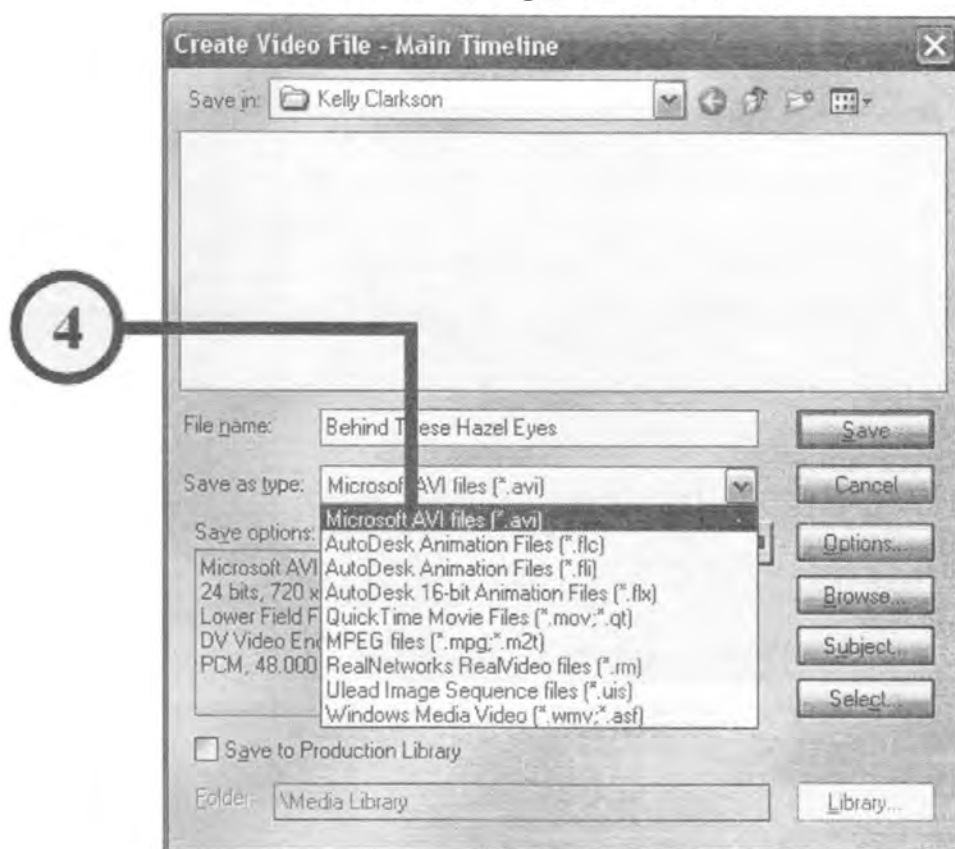 Create Video File - Main Timeline
Save in: Kelly Clarkson
4
File name: Behind These Hazel Eyes Save
Save as type: Microsoft AVI files (*.avi) Cancel
Save options: Microsoft AVI files (*.avi) Options...
AutoDesk Animation Files (*.flc)
Microsoft AVI AutoDesk Animation Files (*.fli)
24 bits, 720 x AutoDesk 16-bit Animation Files (*.flx) Browse...
Lower Field F QuickTime Movie Files (*.mov;*.qt)
DV Video Enc MPEG files (*.mpg;*.m2t) Subject...
PCM, 48.000 RealNetworks RealVideo files (*.rm)
Ulead Image Sequence files (*.uis) Select...
Windows Media Video (*.wmv;*.asf)
Save to Production Library
Folder: \Media Library Library...